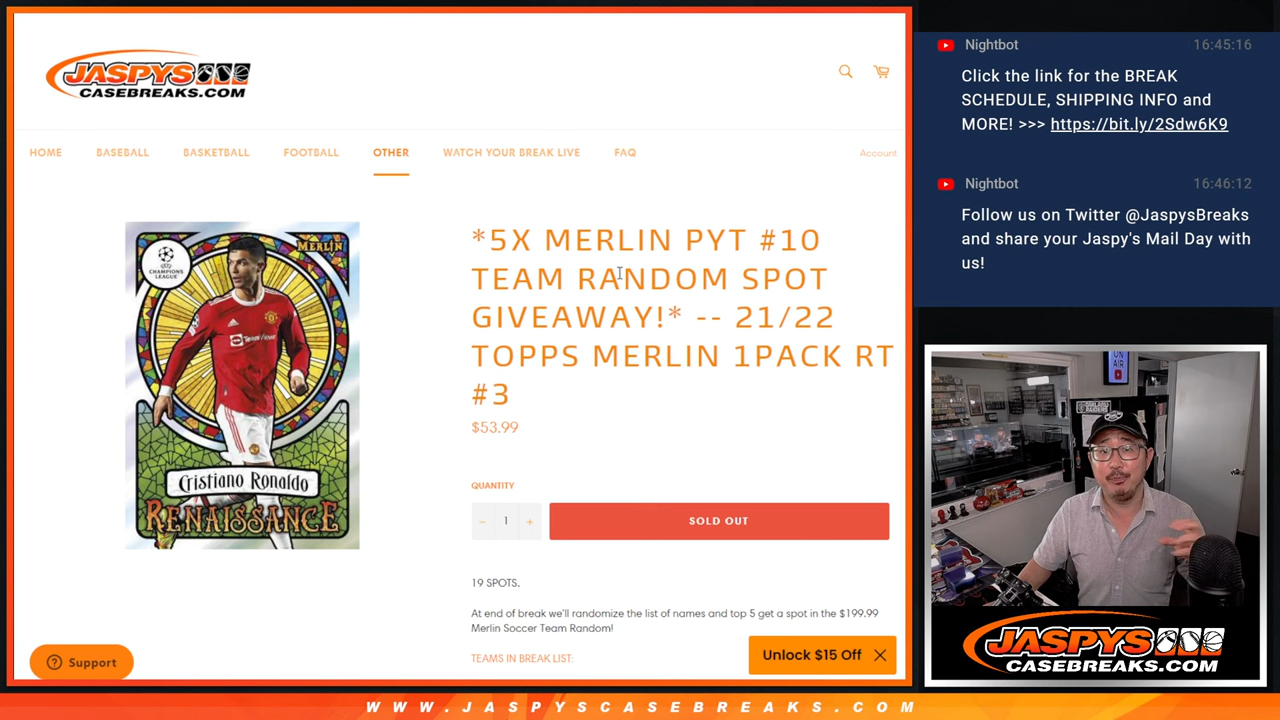 JASPYS
CASEBREAKS.COM
HOME
BASEBALL
BASKETBALL
FOOTBALL
OTHER
WATCH YOUR BREAK LIVE
FAQ
Account
CHAMPIONS
LEAGUE
MERLIN
TeamViewer
Cristiano Ronaldo
RENAISSANCE
*5X MERLIN PYT #10
TEAM RANDOM SPOT
GIVEAWAY!* -- 21/22
TOPPS MERLIN 1PACK RT
#3
$53.99
QUANTITY
− 1 +
SOLD OUT
19 SPOTS.
At end of break we'll randomize the list of names and top 5 get a spot in the $199.99
Merlin Soccer Team Random!
TEAMS IN BREAK LIST:
Support
Unlock $15 Off
Nightbot 16:45:16
Click the link for the BREAK
SCHEDULE, SHIPPING INFO and
MORE! >>> https://bit.ly/2Sdw6K9
Nightbot 16:46:12
Follow us on Twitter @JaspysBreaks
and share your Jaspy's Mail Day with
us!
ON
AIR
JASPYS
CASEBREAKS.COM
WWW.JASPYSCASEBREAKS.COM